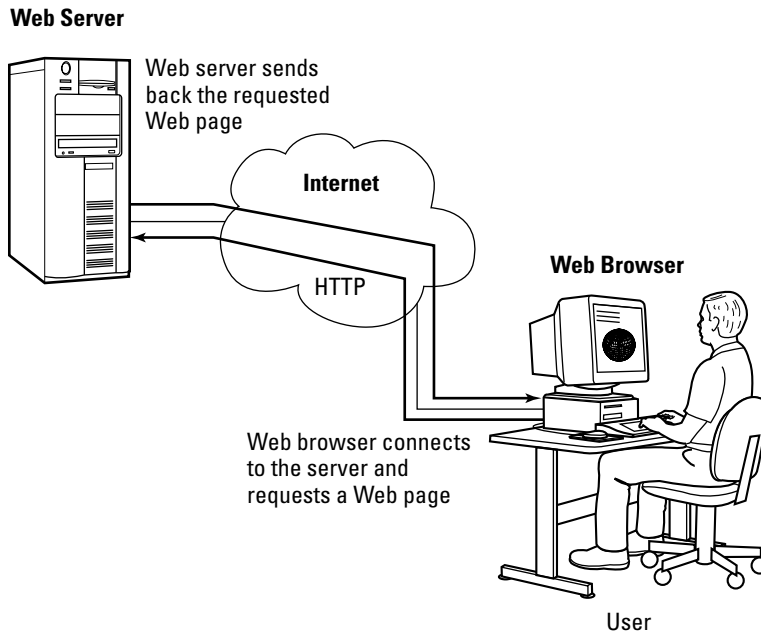 Web Server
Web server sends
back the requested
Web page
Internet
HTTP
Web Browser
Web browser connects
to the server and
requests a Web page
User